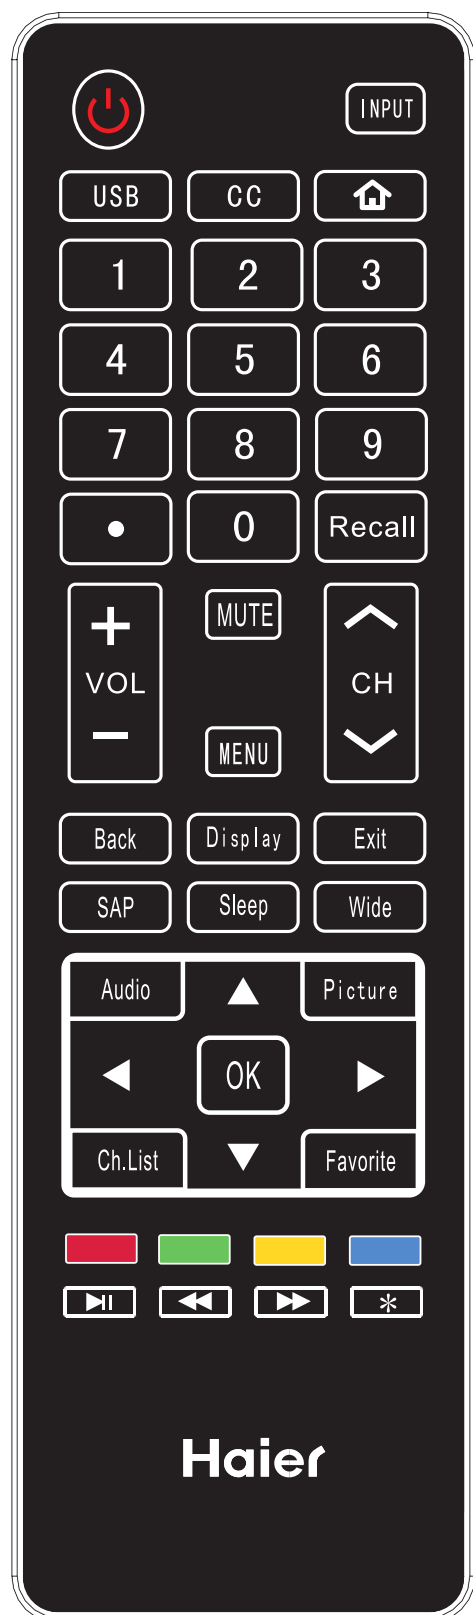 INPUT
USB CC
1 2 3
4 5 6
7 8 9
• 0 Recall
+ MUTE
VOL CH
− MENU
Back Display Exit
SAP Sleep Wide
Audio Picture
OK
Ch.List Favorite
*
Haier